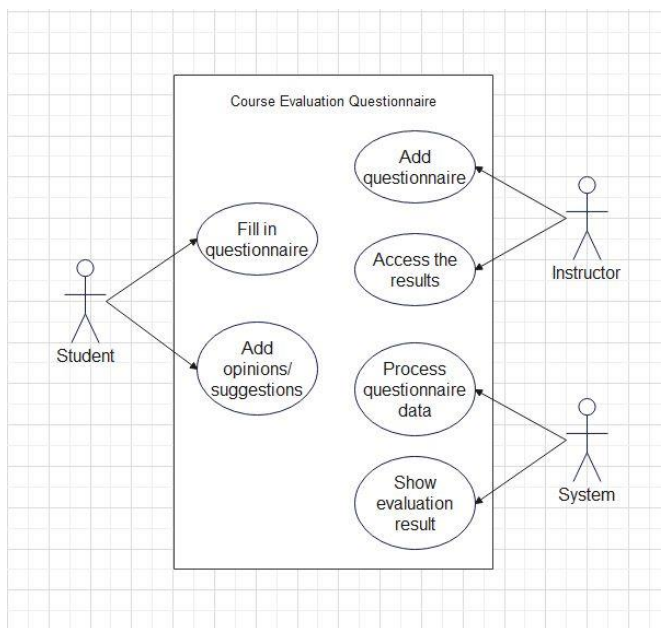 Course Evaluation Questionnaire
Add
questionnaire
Fill in
questionnaire
Access the
results
Instructor
Student
Add
opinions/
suggestions
Process
questionnaire
data
Show
evaluation
result
System